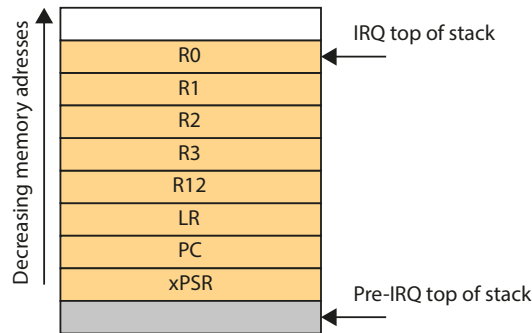 IRQ top of stack
R0
R1
R2
R3
R12
LR
PC
xPSR
Pre-IRQ top of stack
Decreasing memory adresses